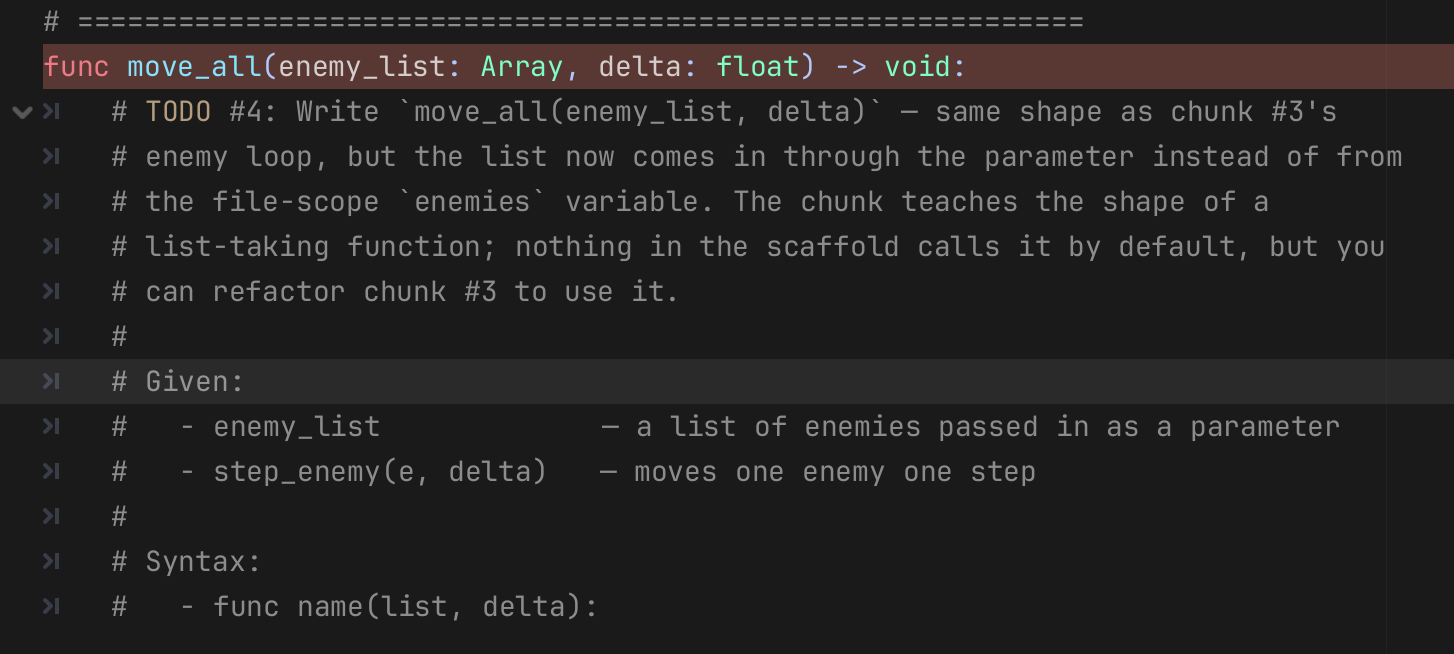 # ============================================================
func move_all(enemy_list: Array, delta: float) -> void:
# TODO #4: Write `move_all(enemy_list, delta)` — same shape as chunk #3's
# enemy loop, but the list now comes in through the parameter instead of from
# the file-scope `enemies` variable. The chunk teaches the shape of a
# list-taking function; nothing in the scaffold calls it by default, but you
# can refactor chunk #3 to use it.
#
# Given:
#   - enemy_list             — a list of enemies passed in as a parameter
#   - step_enemy(e, delta)   — moves one enemy one step
#
# Syntax:
#   - func name(list, delta):